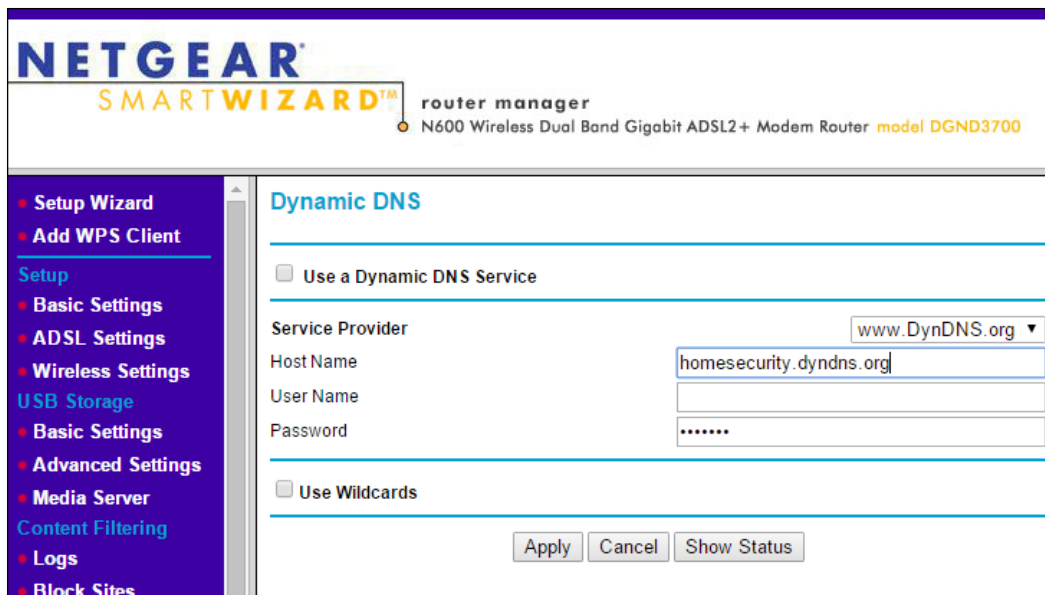 NETGEAR®
SMARTWIZARD™
router manager
N600 Wireless Dual Band Gigabit ADSL2+ Modem Router model DGND3700
Setup Wizard
Add WPS Client
Setup
Basic Settings
ADSL Settings
Wireless Settings
USB Storage
Basic Settings
Advanced Settings
Media Server
Content Filtering
Logs
Block Sites
Dynamic DNS
Use a Dynamic DNS Service
Service Provider www.DynDNS.org
Host Name homesecurity.dyndns.org
User Name
Password •••••••
Use Wildcards
Apply Cancel Show Status